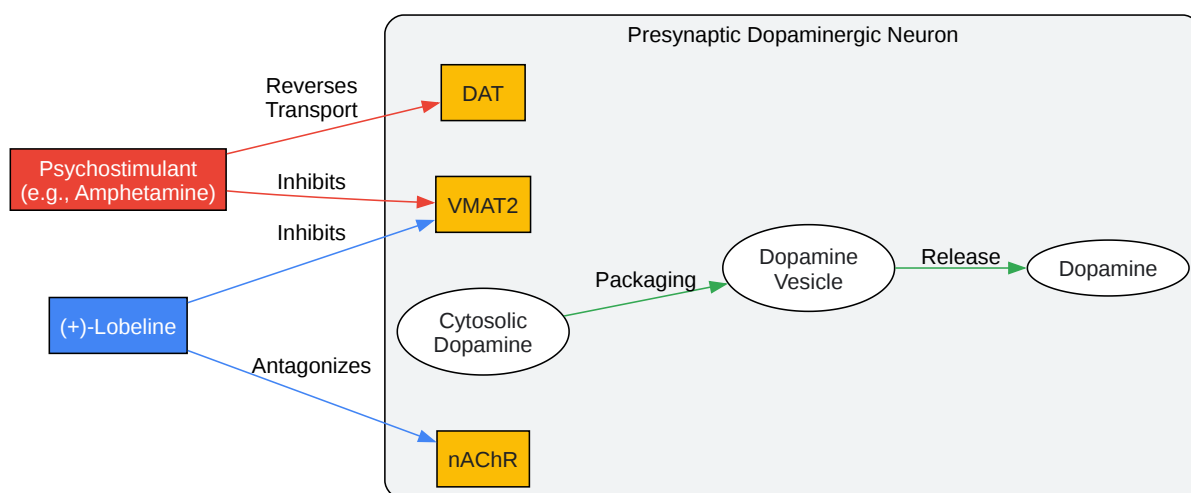 Presynaptic Dopaminergic Neuron
Reverses
Transport
DAT
Psychostimulant
(e.g., Amphetamine)
Inhibits
VMAT2
Inhibits
Dopamine
Vesicle
Release
Dopamine
Packaging
(+)-Lobeline
Cytosolic
Dopamine
Antagonizes
nAChR